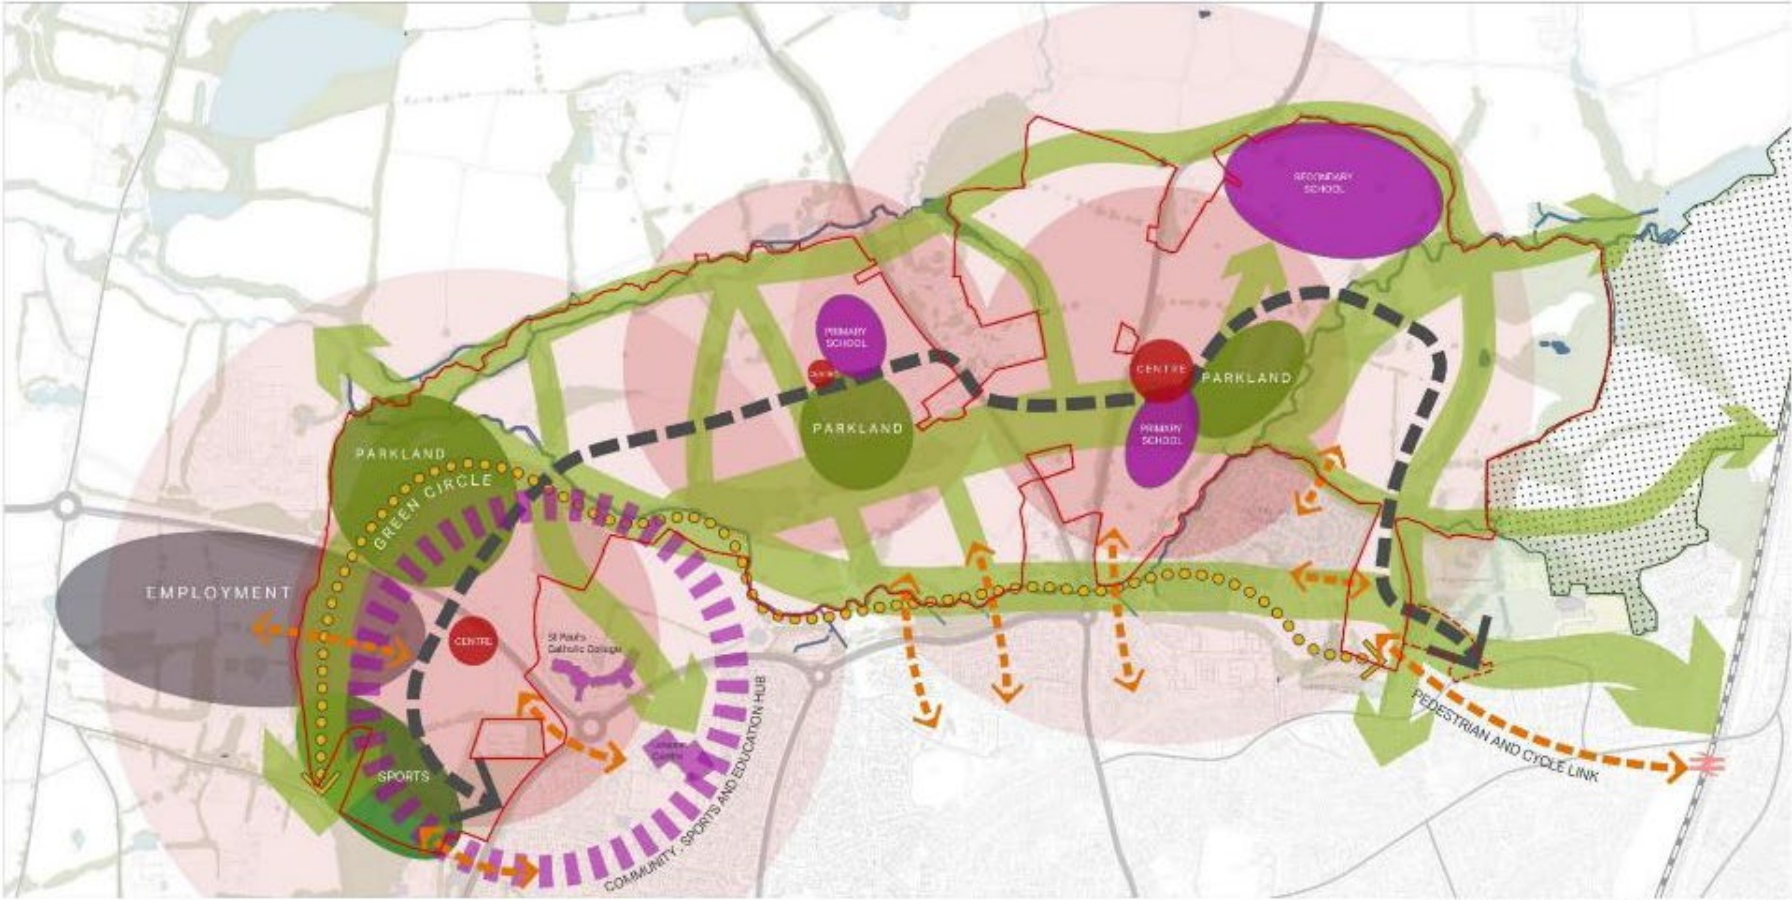 SECONDARY
SCHOOL
PRIMARY
SCHOOL
CENTRE
CENTRE
PARKLAND
PARKLAND
PRIMARY
SCHOOL
PARKLAND
GREEN CIRCLE
EMPLOYMENT
CENTRE
St Paul's
Catholic College
SPORTS
COMMUNITY, SPORTS AND EDUCATION HUB
PEDESTRIAN AND CYCLE LINK